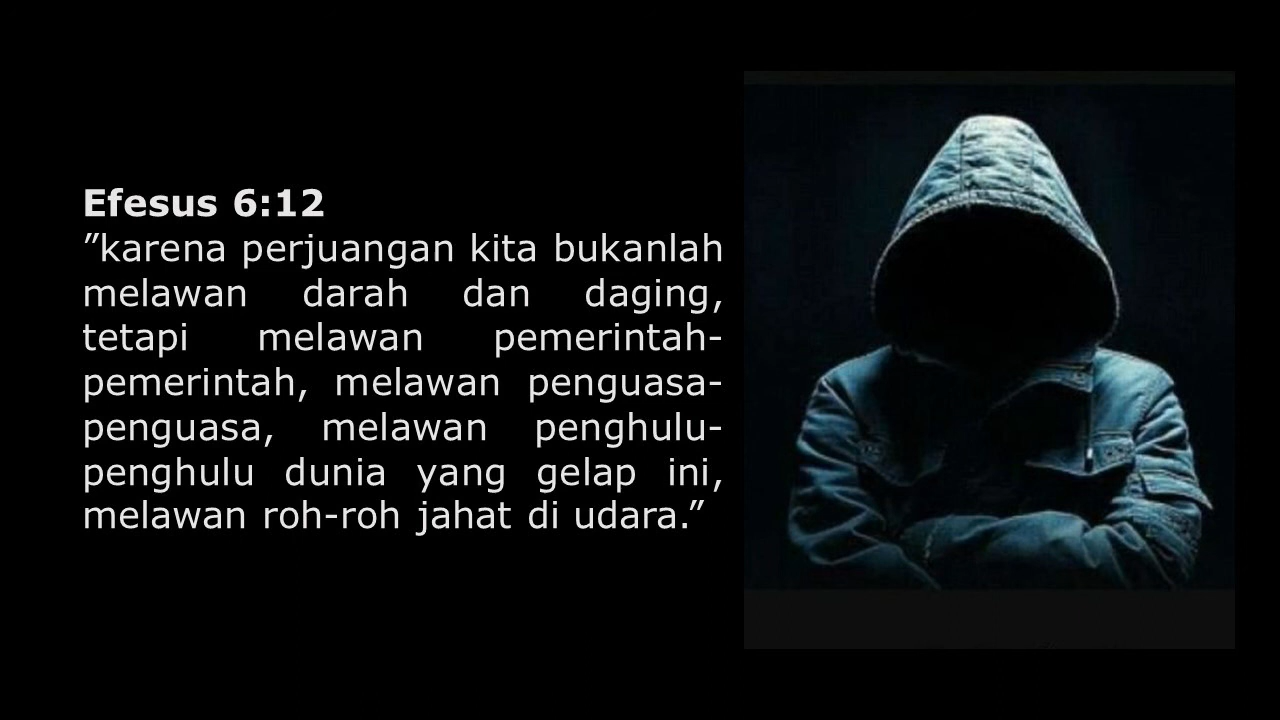 Efesus 6:12
”karena perjuangan kita bukanlah
melawan darah dan daging,
tetapi melawan pemerintah-
pemerintah, melawan penguasa-
penguasa, melawan penghulu-
penghulu dunia yang gelap ini,
melawan roh-roh jahat di udara.”